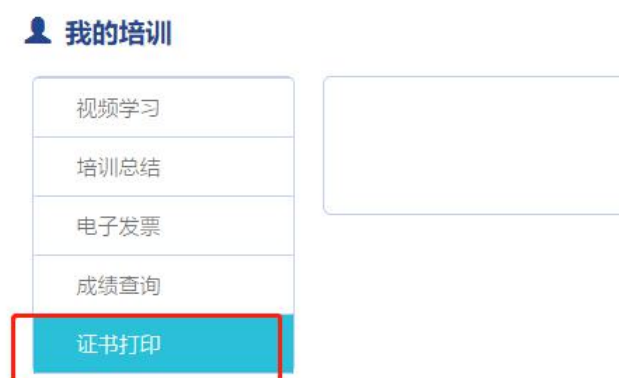 我的培训
视频学习
培训总结
电子发票
成绩查询
证书打印